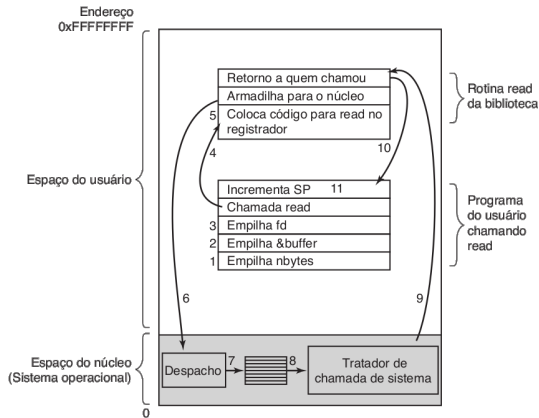 Endereço
0xFFFFFFFF
Retorno a quem chamou
Armadilha para o núcleo
5 Coloca código para read no
registrador
4
10
Rotina read
da biblioteca
Espaço do usuário
Incrementa SP 11
Chamada read
3 Empilha fd
2 Empilha &buffer
1 Empilha nbytes
Programa
do usuário
chamando
read
6
9
Espaço do núcleo
(Sistema operacional)
Despacho
7
8
Tratador de
chamada de sistema
0